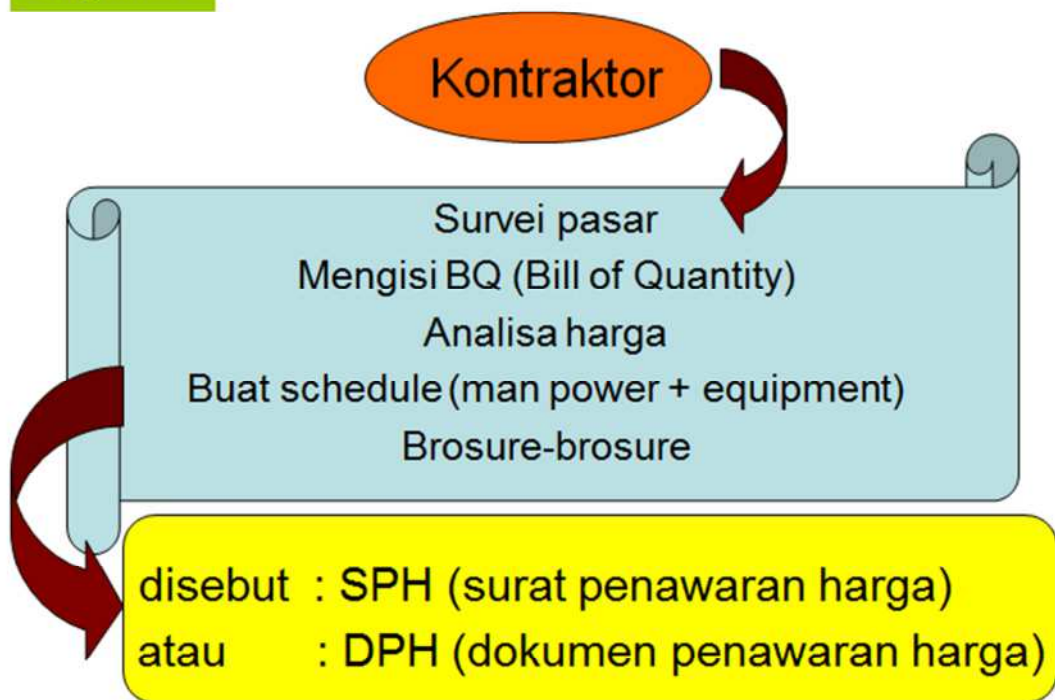 Kontraktor
Survei pasar
Mengisi BQ (Bill of Quantity)
Analisa harga
Buat schedule (man power + equipment)
Brosure-brosure
disebut : SPH (surat penawaran harga)
atau : DPH (dokumen penawaran harga)